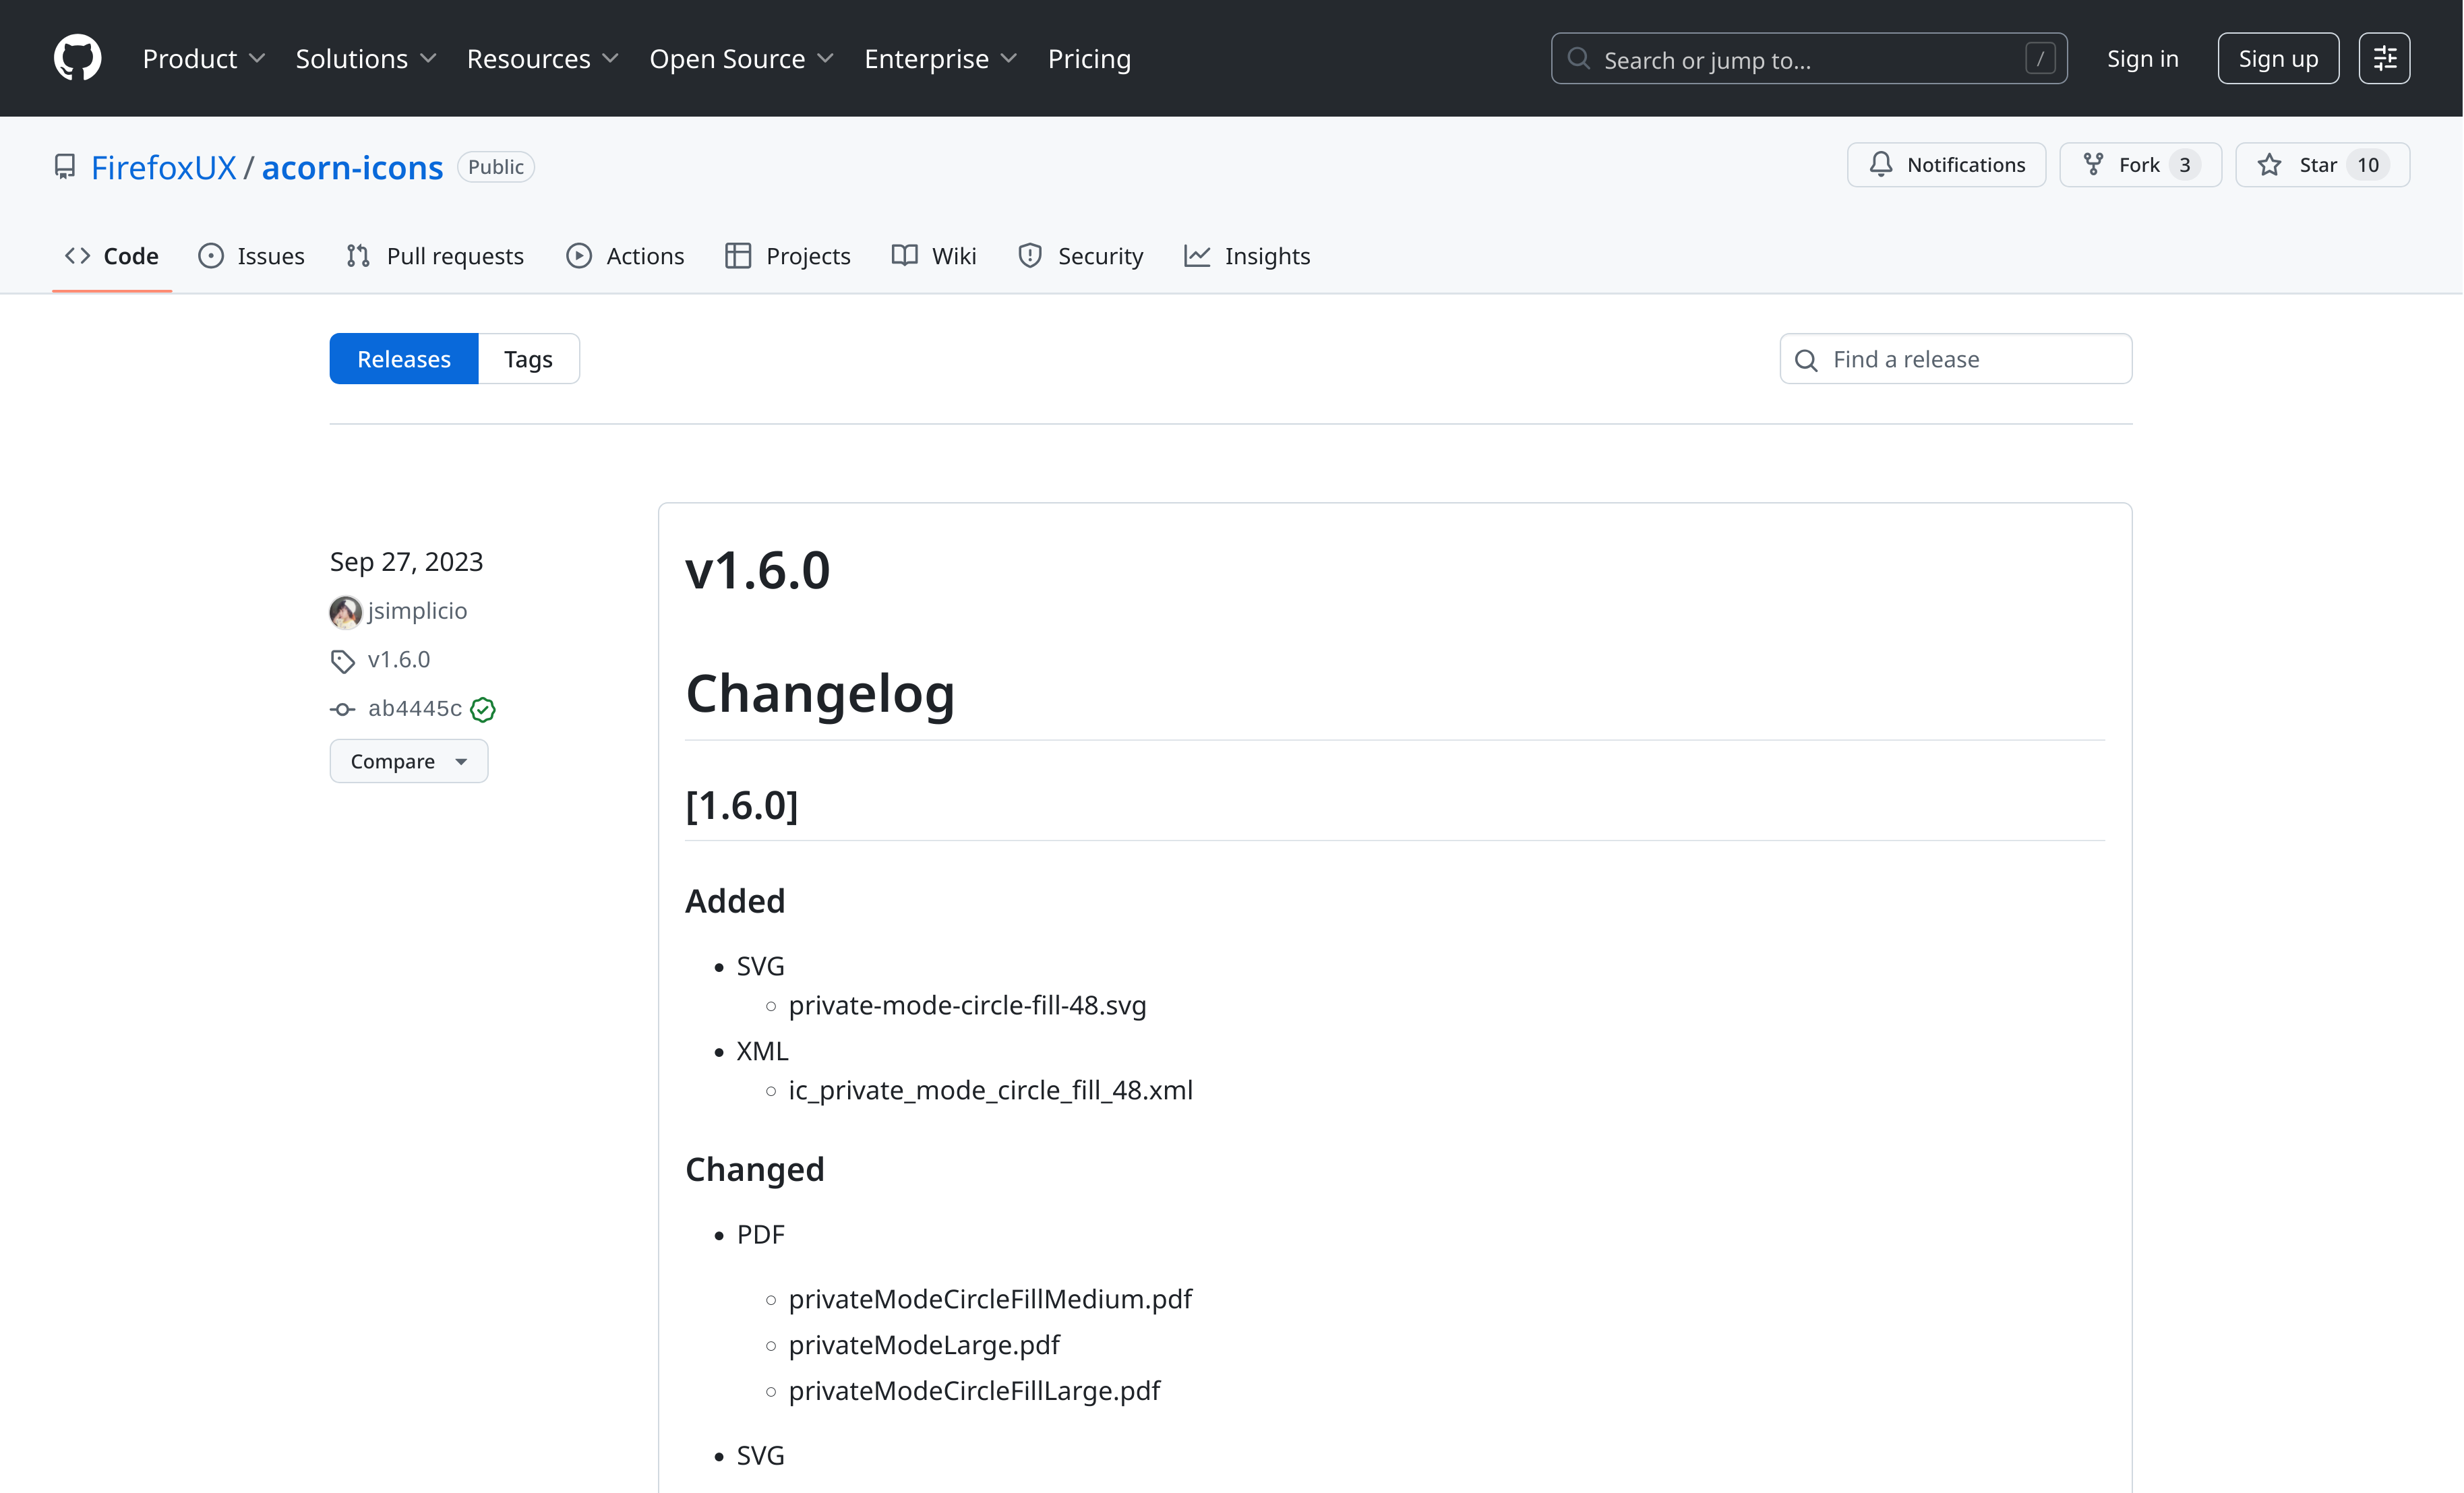 Product Solutions Resources Open Source Enterprise Pricing Search or jump to... / Sign in Sign up
FirefoxUX / acorn-icons Public Notifications Fork 3 Star 10
Code Issues Pull requests Actions Projects Wiki Security Insights
Releases Tags Find a release
Sep 27, 2023
jsimplicio
v1.6.0
ab4445c
Compare
v1.6.0
Changelog
[1.6.0]
Added
SVG
private-mode-circle-fill-48.svg
XML
ic_private_mode_circle_fill_48.xml
Changed
PDF
privateModeCircleFillMedium.pdf
privateModeLarge.pdf
privateModeCircleFillLarge.pdf
SVG